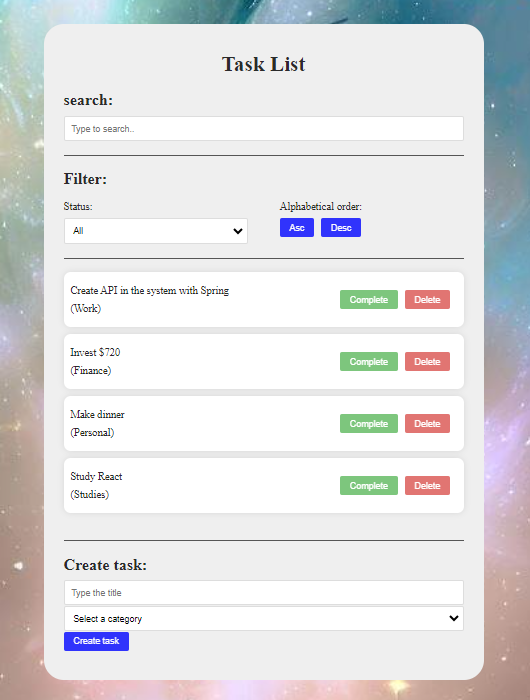 Task List
search:
Type to search..
Filter:
Status:
Alphabetical order:
All
Asc Desc
Create API in the system with Spring
(Work)
Complete Delete
Invest $720
(Finance)
Complete Delete
Make dinner
(Personal)
Complete Delete
Study React
(Studies)
Complete Delete
Create task:
Type the title
Select a category
Create task